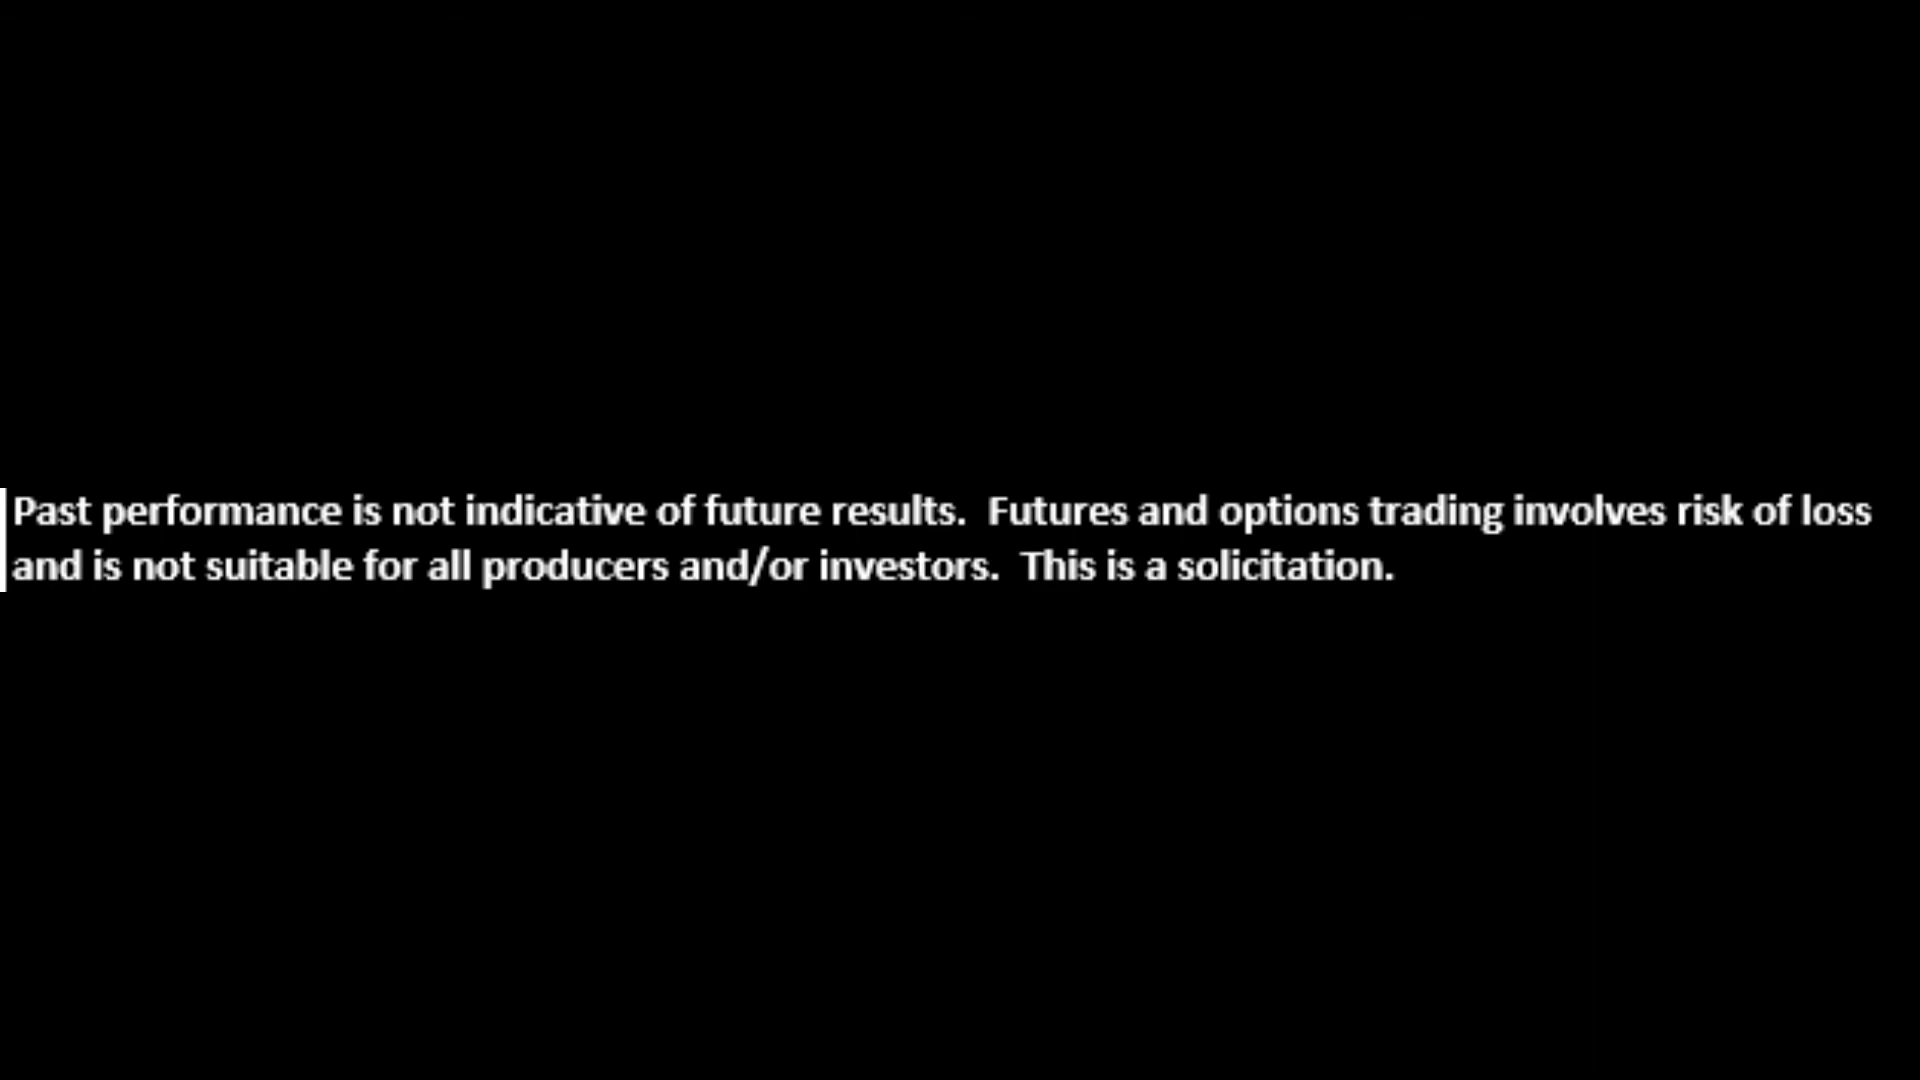 Past performance is not indicative of future results.  Futures and options trading involves risk of loss
and is not suitable for all producers and/or investors.  This is a solicitation.